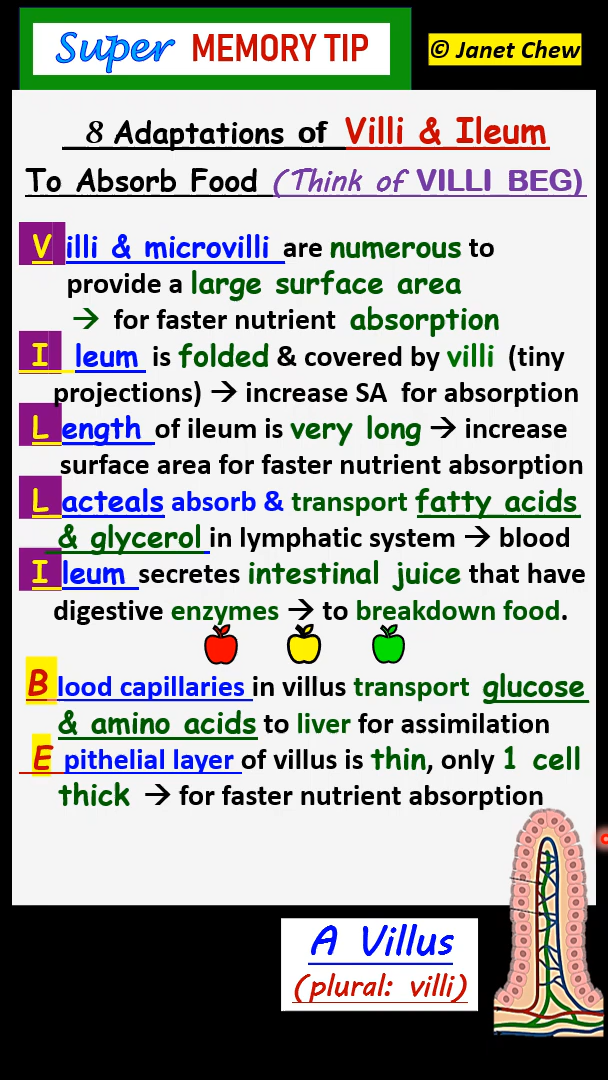 Super MEMORY TIP
© Janet Chew
8 Adaptations of Villi & Ileum
To Absorb Food (Think of VILLI BEG)
Villi & microvilli are numerous to
provide a large surface area
→ for faster nutrient absorption
I leum is folded & covered by villi (tiny
projections) → increase SA for absorption
Length of ileum is very long → increase
surface area for faster nutrient absorption
Lacteals absorb & transport fatty acids
& glycerol in lymphatic system → blood
Ileum secretes intestinal juice that have
digestive enzymes → to breakdown food.
Blood capillaries in villus transport glucose
& amino acids to liver for assimilation
Epithelial layer of villus is thin, only 1 cell
thick → for faster nutrient absorption
A Villus
(plural: villi)